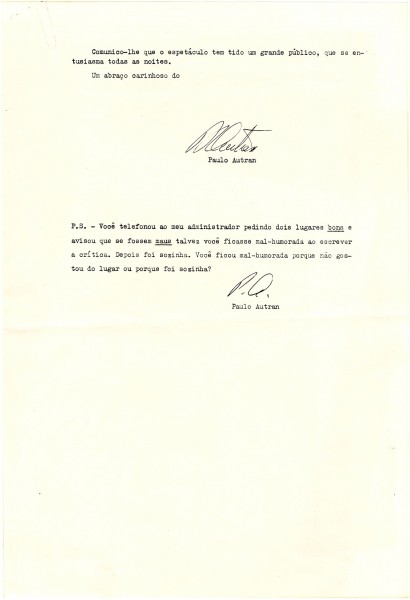 Comunico-lhe que o espetáculo tem tido um grande público, que se en-
tusiasma todas as noites.
Um abraço carinhoso do
P. Autran
Paulo Autran
P.S. - Você telefonou ao meu administrador pedindo dois lugares bons e
avisou que se fossem maus talvez você ficasse mal-humorada ao escrever
a crítica. Depois foi sozinha. Você ficou mal-humorada porque não gos-
tou do lugar ou porque foi sozinha?
P. A.
Paulo Autran